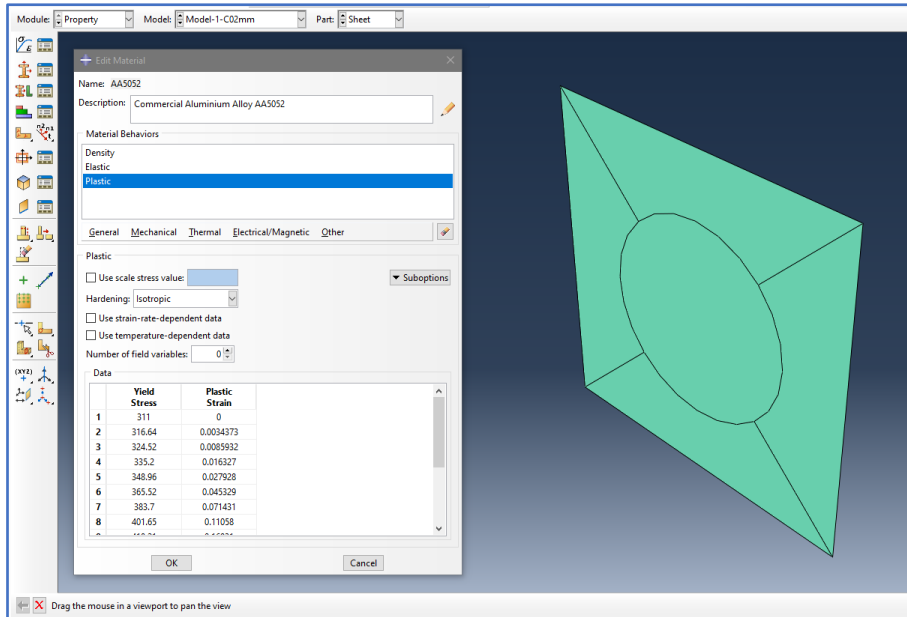 Module: Property Model: Model-1-C02mm Part: Sheet
Edit Material
Name: AA5052
Description: Commercial Aluminium Alloy AA5052
Material Behaviors
Density
Elastic
Plastic
General Mechanical Thermal Electrical/Magnetic Other
Plastic
Use scale stress value:
Suboptions
Hardening: Isotropic
Use strain-rate-dependent data
Use temperature-dependent data
Number of field variables: 0
Data
Yield Stress Plastic Strain
1 311 0
2 316.64 0.0034373
3 324.52 0.0085932
4 335.2 0.016327
5 348.96 0.027928
6 365.52 0.045329
7 383.7 0.071431
8 401.65 0.11058
OK Cancel
Drag the mouse in a viewport to pan the view